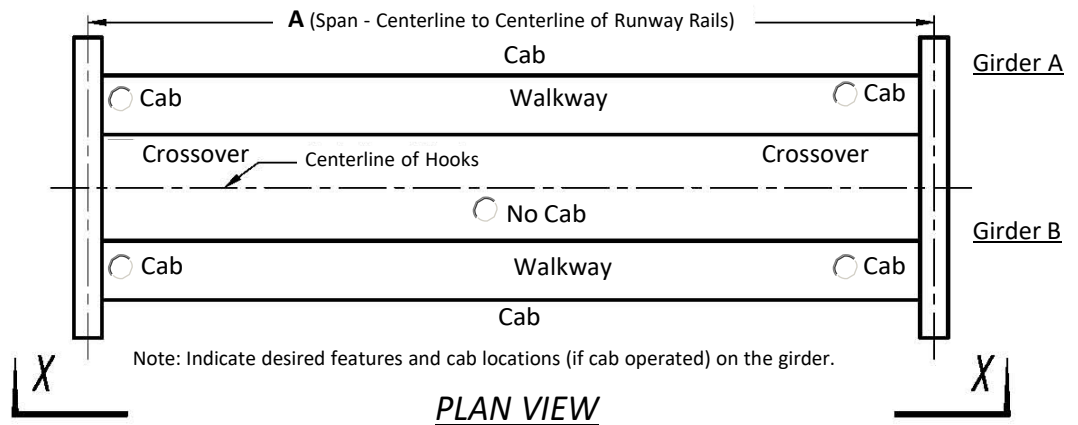 A (Span - Centerline to Centerline of Runway Rails)
Cab
Girder A
Cab
Walkway
Cab
Crossover
Centerline of Hooks
Crossover
No Cab
Girder B
Cab
Walkway
Cab
Cab
Note: Indicate desired features and cab locations (if cab operated) on the girder.
X
X
PLAN VIEW